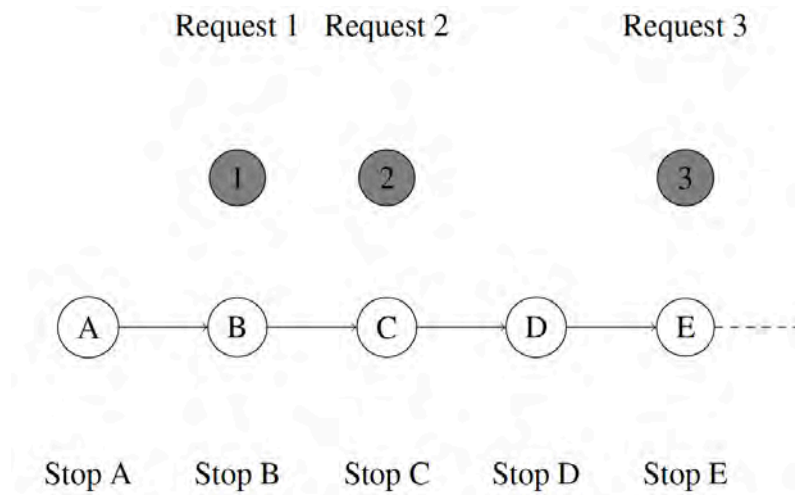 Request 1 Request 2 Request 3
1 2 3
A B C D E
Stop A Stop B Stop C Stop D Stop E